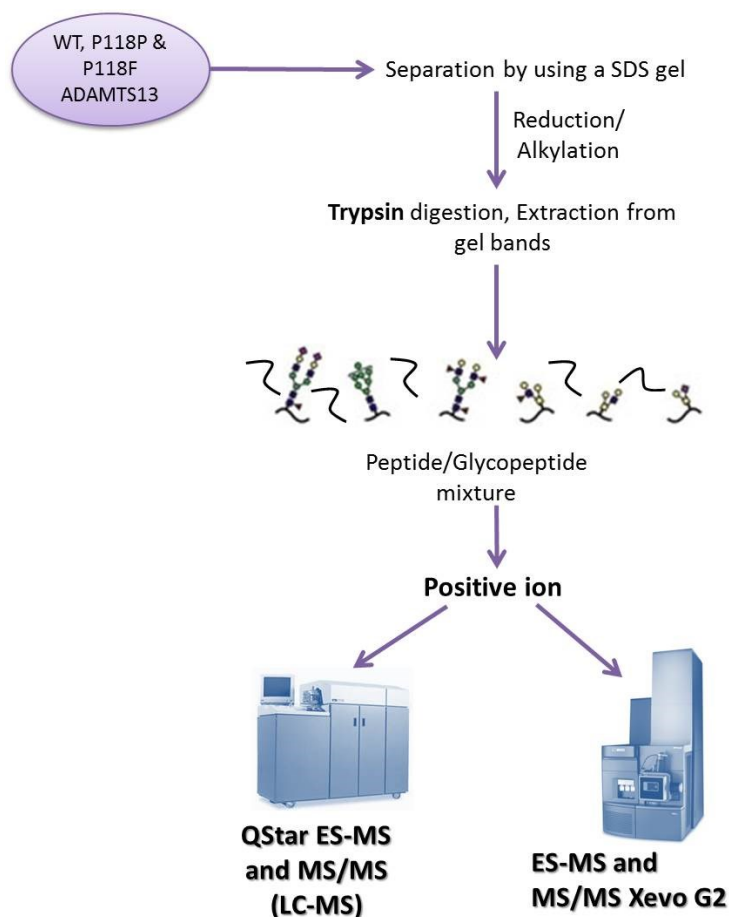 WT, P118P &
P118F
ADAMTS13
Separation by using a SDS gel
Reduction/
Alkylation
Trypsin digestion, Extraction from
gel bands
Peptide/Glycopeptide
mixture
Positive ion
QStar ES-MS
and MS/MS
(LC-MS)
ES-MS and
MS/MS Xevo G2